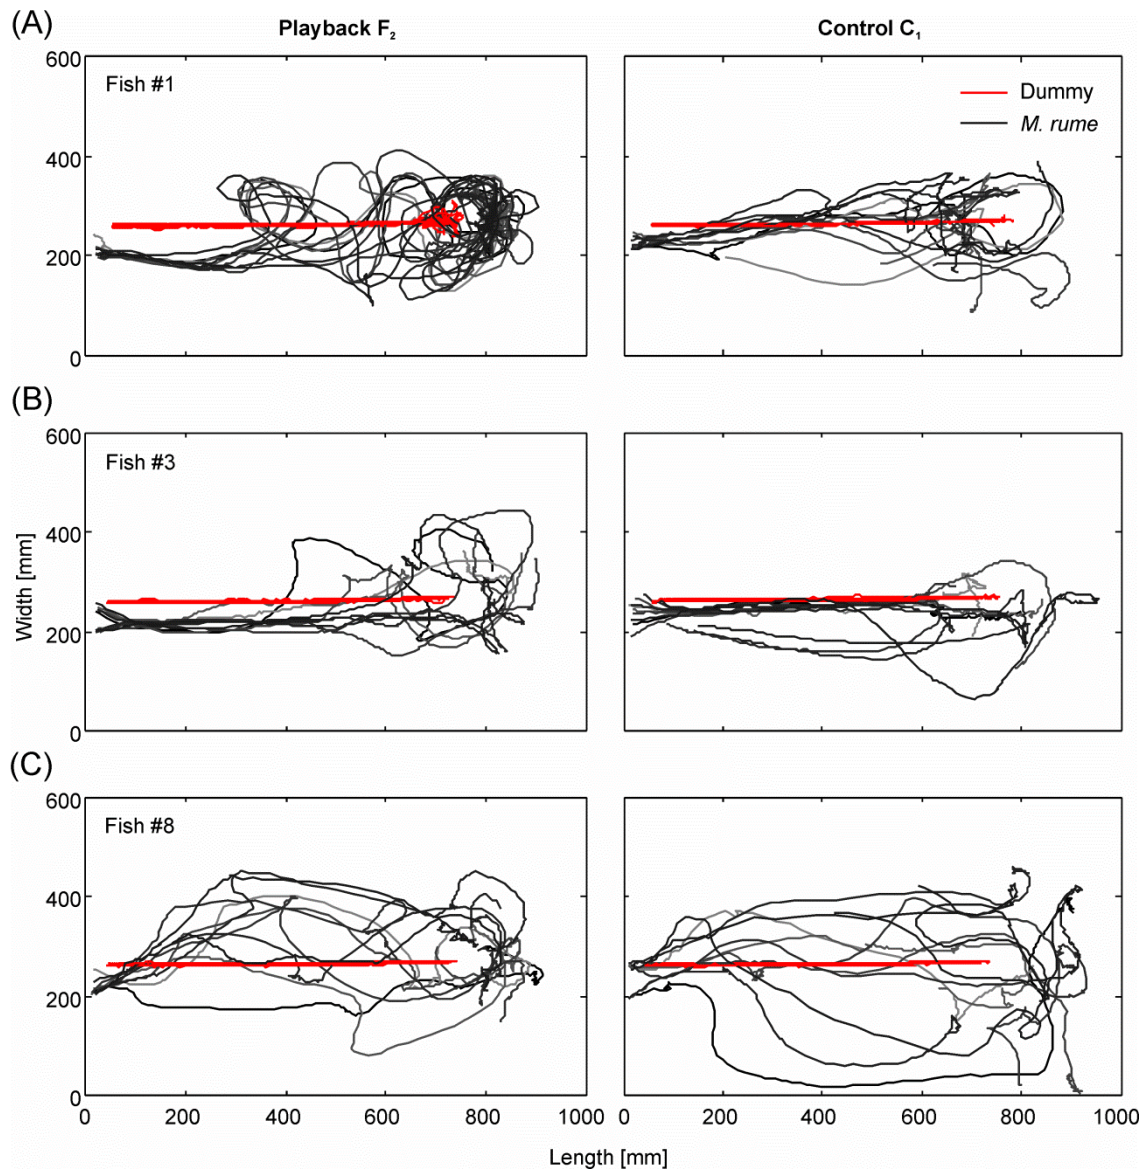 (A)
Playback F₂
Control C₁
600
Fish #1
Dummy
M. rume
400
200
0
(B)
600
Fish #3
400
Width [mm]
200
0
(C)
600
Fish #8
400
200
0
0 200 400 600 800 1000
0 200 400 600 800 1000
Length [mm]